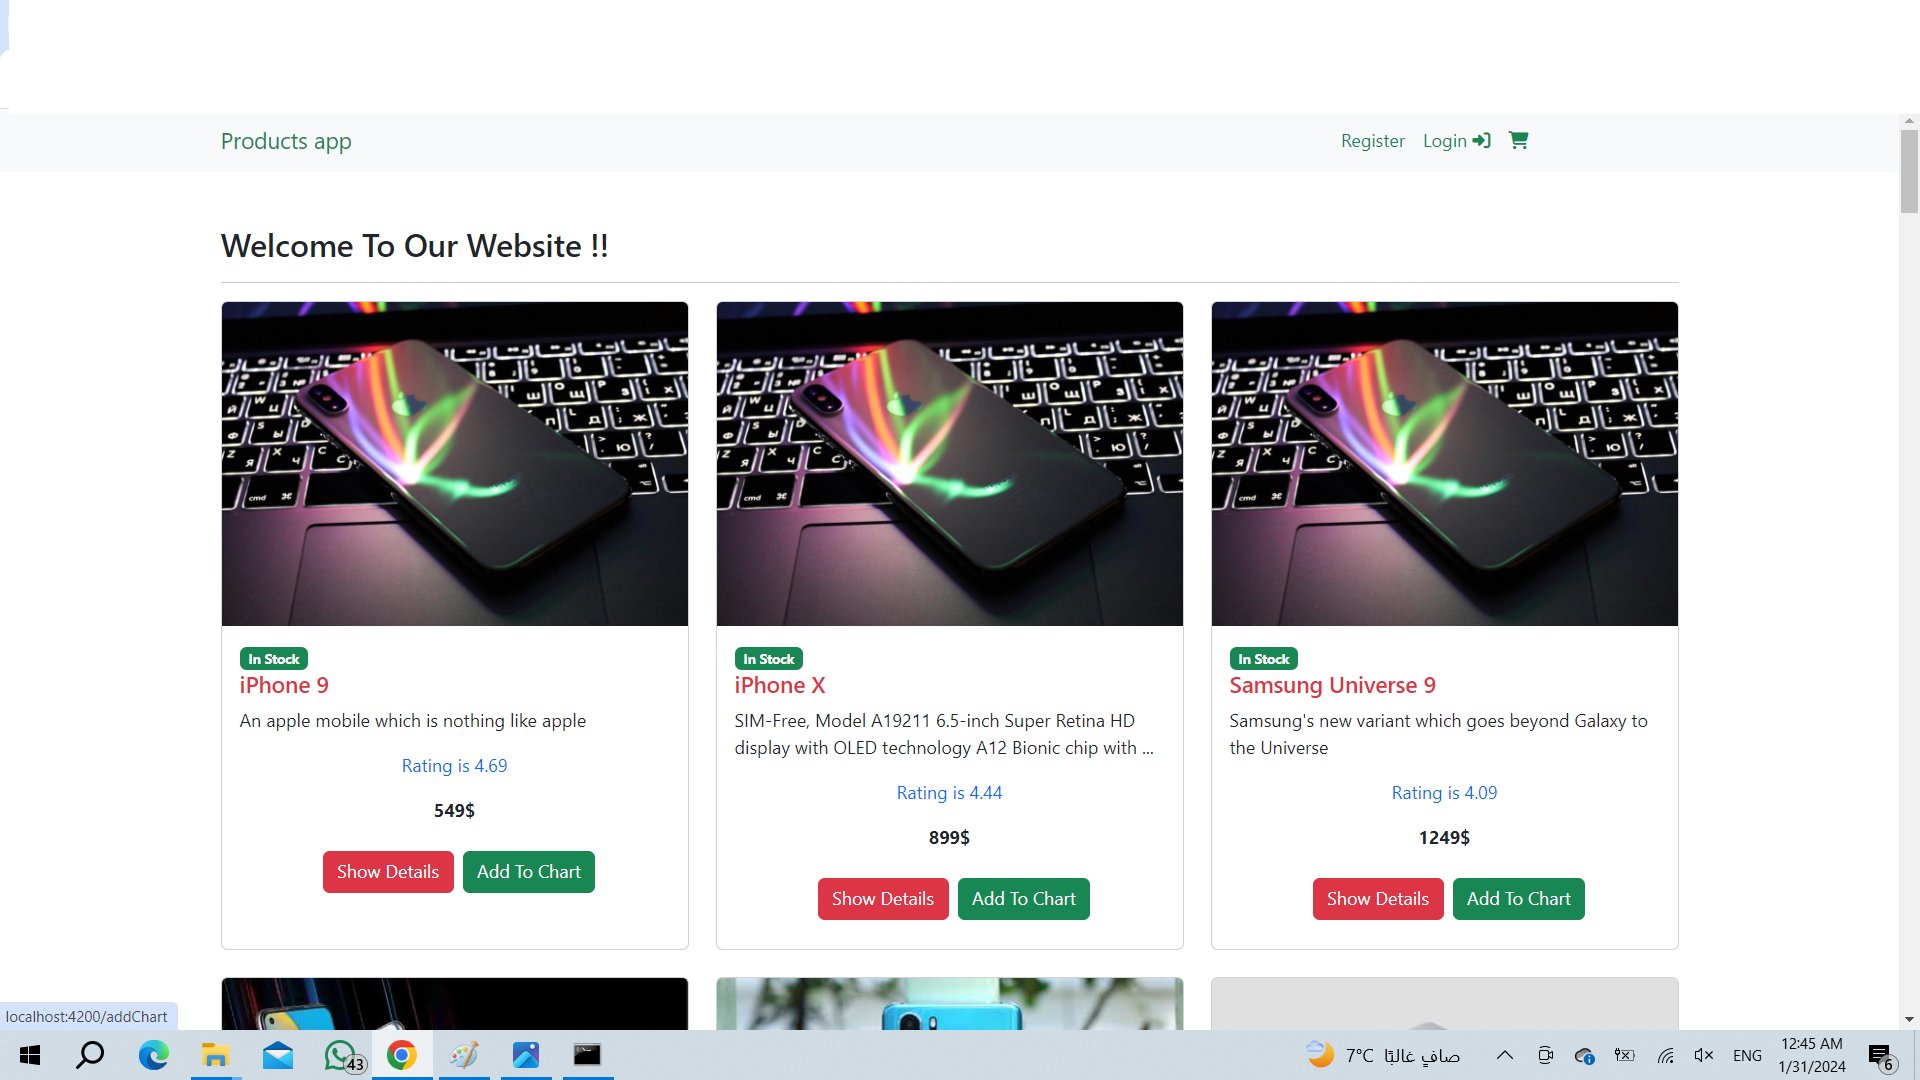 Products app
Register Login
Welcome To Our Website !!
In Stock
iPhone 9
An apple mobile which is nothing like apple
Rating is 4.69
549$
Show Details Add To Chart
In Stock
iPhone X
SIM-Free, Model A19211 6.5-inch Super Retina HD
display with OLED technology A12 Bionic chip with ...
Rating is 4.44
899$
Show Details Add To Chart
In Stock
Samsung Universe 9
Samsung's new variant which goes beyond Galaxy to
the Universe
Rating is 4.09
1249$
Show Details Add To Chart
localhost:4200/addChart
43
7°C صافٍ غالبًا
ENG
12:45 AM
1/31/2024
6